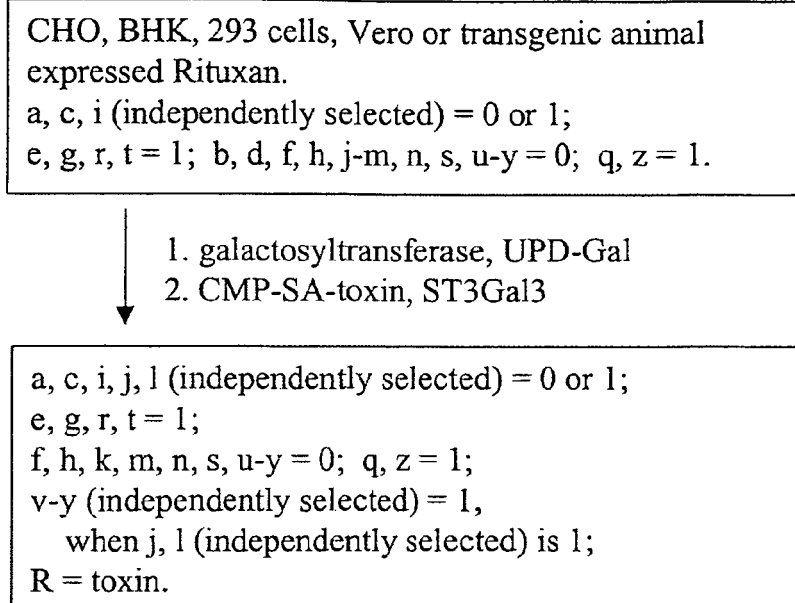 CHO, BHK, 293 cells, Vero or transgenic animal
expressed Rituxan.
a, c, i (independently selected) = 0 or 1;
e, g, r, t = 1; b, d, f, h, j-m, n, s, u-y = 0; q, z = 1.
1. galactosyltransferase, UPD-Gal
2. CMP-SA-toxin, ST3Gal3
a, c, i, j, l (independently selected) = 0 or 1;
e, g, r, t = 1;
f, h, k, m, n, s, u-y = 0; q, z = 1;
v-y (independently selected) = 1,
when j, l (independently selected) is 1;
R = toxin.